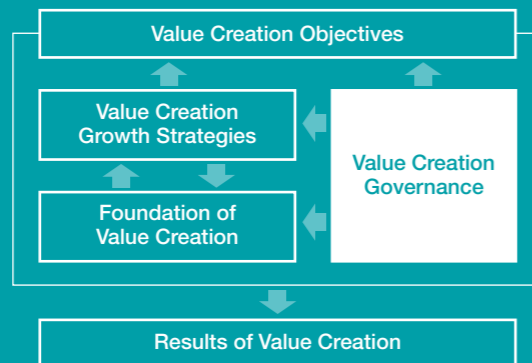 Value Creation Objectives
Value Creation
Growth Strategies
Value Creation
Governance
Foundation of
Value Creation
Results of Value Creation